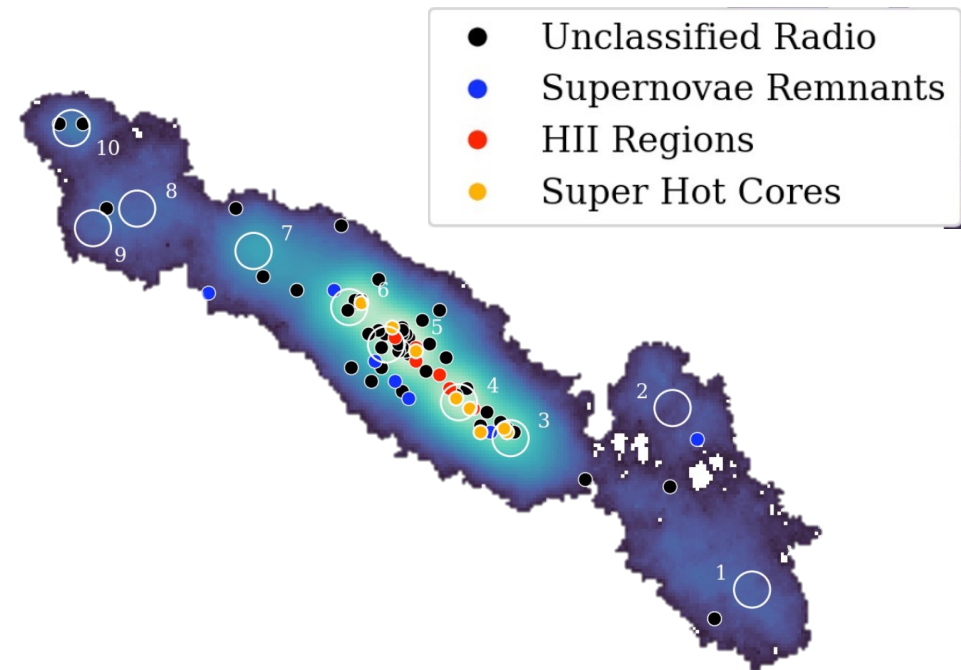 Unclassified Radio
Supernovae Remnants
HII Regions
Super Hot Cores
10
8
9
7
6
5
4
3
2
1